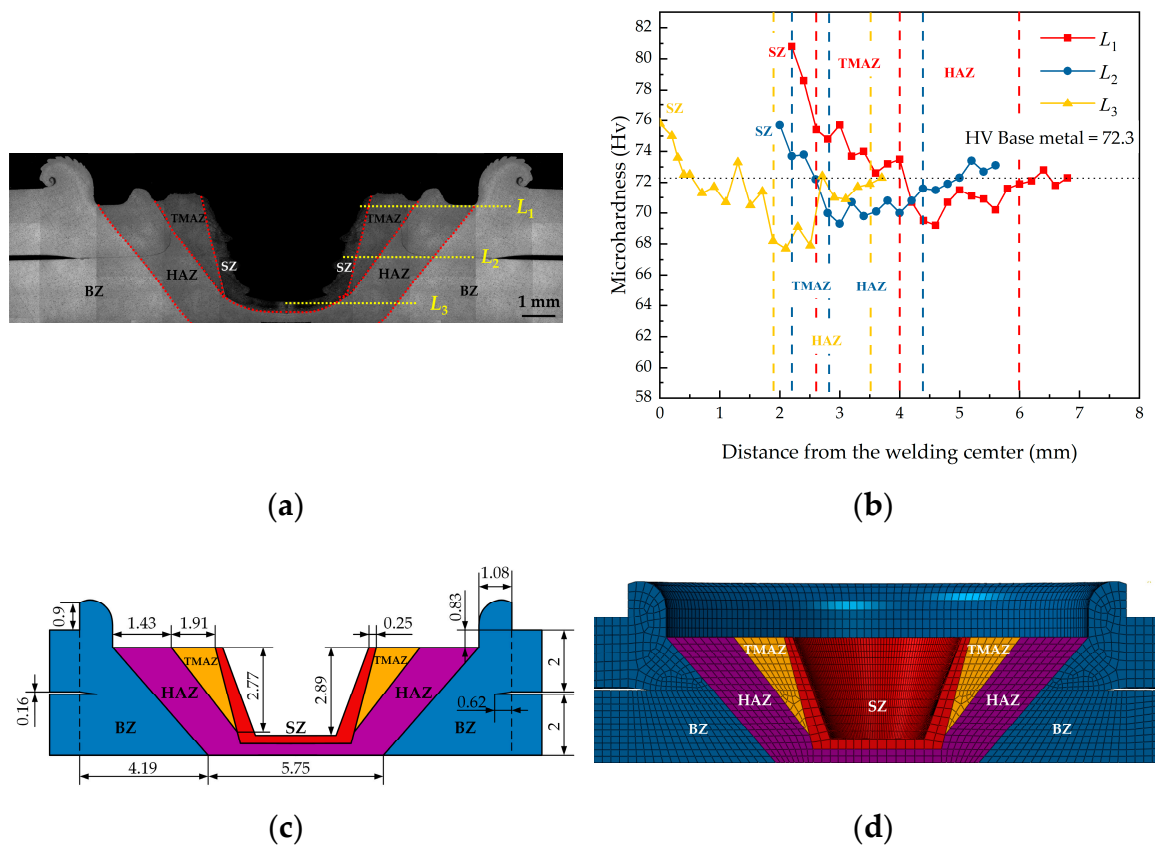 TMAZ
TMAZ
L1
SZ
SZ
L2
HAZ
HAZ
BZ
BZ
L3
1 mm
(a)
82
80
78
76
74
72
70
68
66
64
62
60
58
Microhardness (Hv)
SZ
TMAZ
HAZ
L1
L2
L3
SZ
SZ
HV Base metal = 72.3
TMAZ
HAZ
HAZ
0 1 2 3 4 5 6 7 8
Distance from the welding cemter (mm)
(b)
1.08
0.9
1.43
1.91
0.25
0.83
TMAZ
TMAZ
2.77
2.89
2
HAZ
HAZ
0.16
0.62
BZ
SZ
BZ
2
4.19
5.75
(c)
TMAZ
TMAZ
HAZ
SZ
HAZ
BZ
BZ
(d)